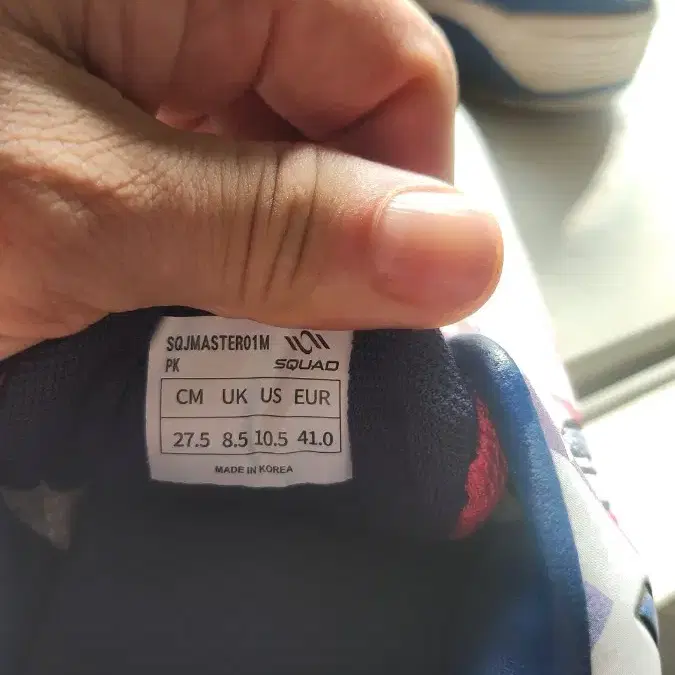 SQJMASTER01M
PK SQUAD
CM UK US EUR
27.5 8.5 10.5 41.0
MADE IN KOREA